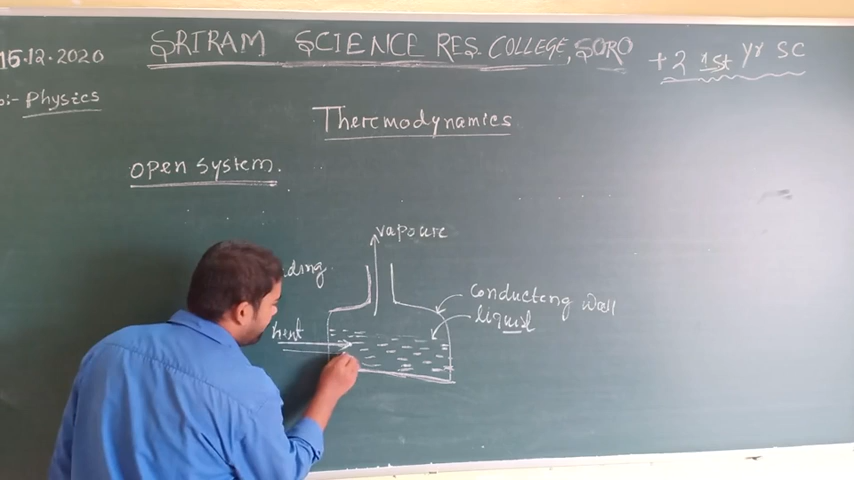 15.12.2020
SRIRAM SCIENCE RES. COLLEGE, SORO
+2 1st Yr SC
Physics
Thermodynamics
Open System.
vapoure
Conducting Wall
liquid
heat